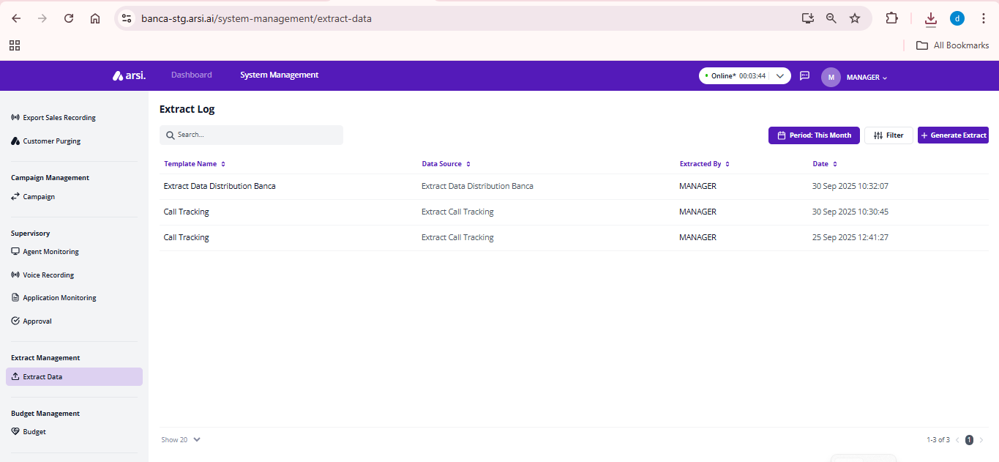 banca-stg.arsi.ai/system-management/extract-data
d
All Bookmarks
arsi.
Dashboard
System Management
Online* 00:03:44
M
MANAGER
Export Sales Recording
Customer Purging
Campaign Management
Campaign
Supervisory
Agent Monitoring
Voice Recording
Application Monitoring
Approval
Extract Management
Extract Data
Budget Management
Budget
Extract Log
Search...
Period: This Month
Filter
+ Generate Extract
Template Name Data Source Extracted By Date
Extract Data Distribution Banca Extract Data Distribution Banca MANAGER 30 Sep 2025 10:32:07
Call Tracking Extract Call Tracking MANAGER 30 Sep 2025 10:30:45
Call Tracking Extract Call Tracking MANAGER 25 Sep 2025 12:41:27
Show 20
1-3 of 3
1